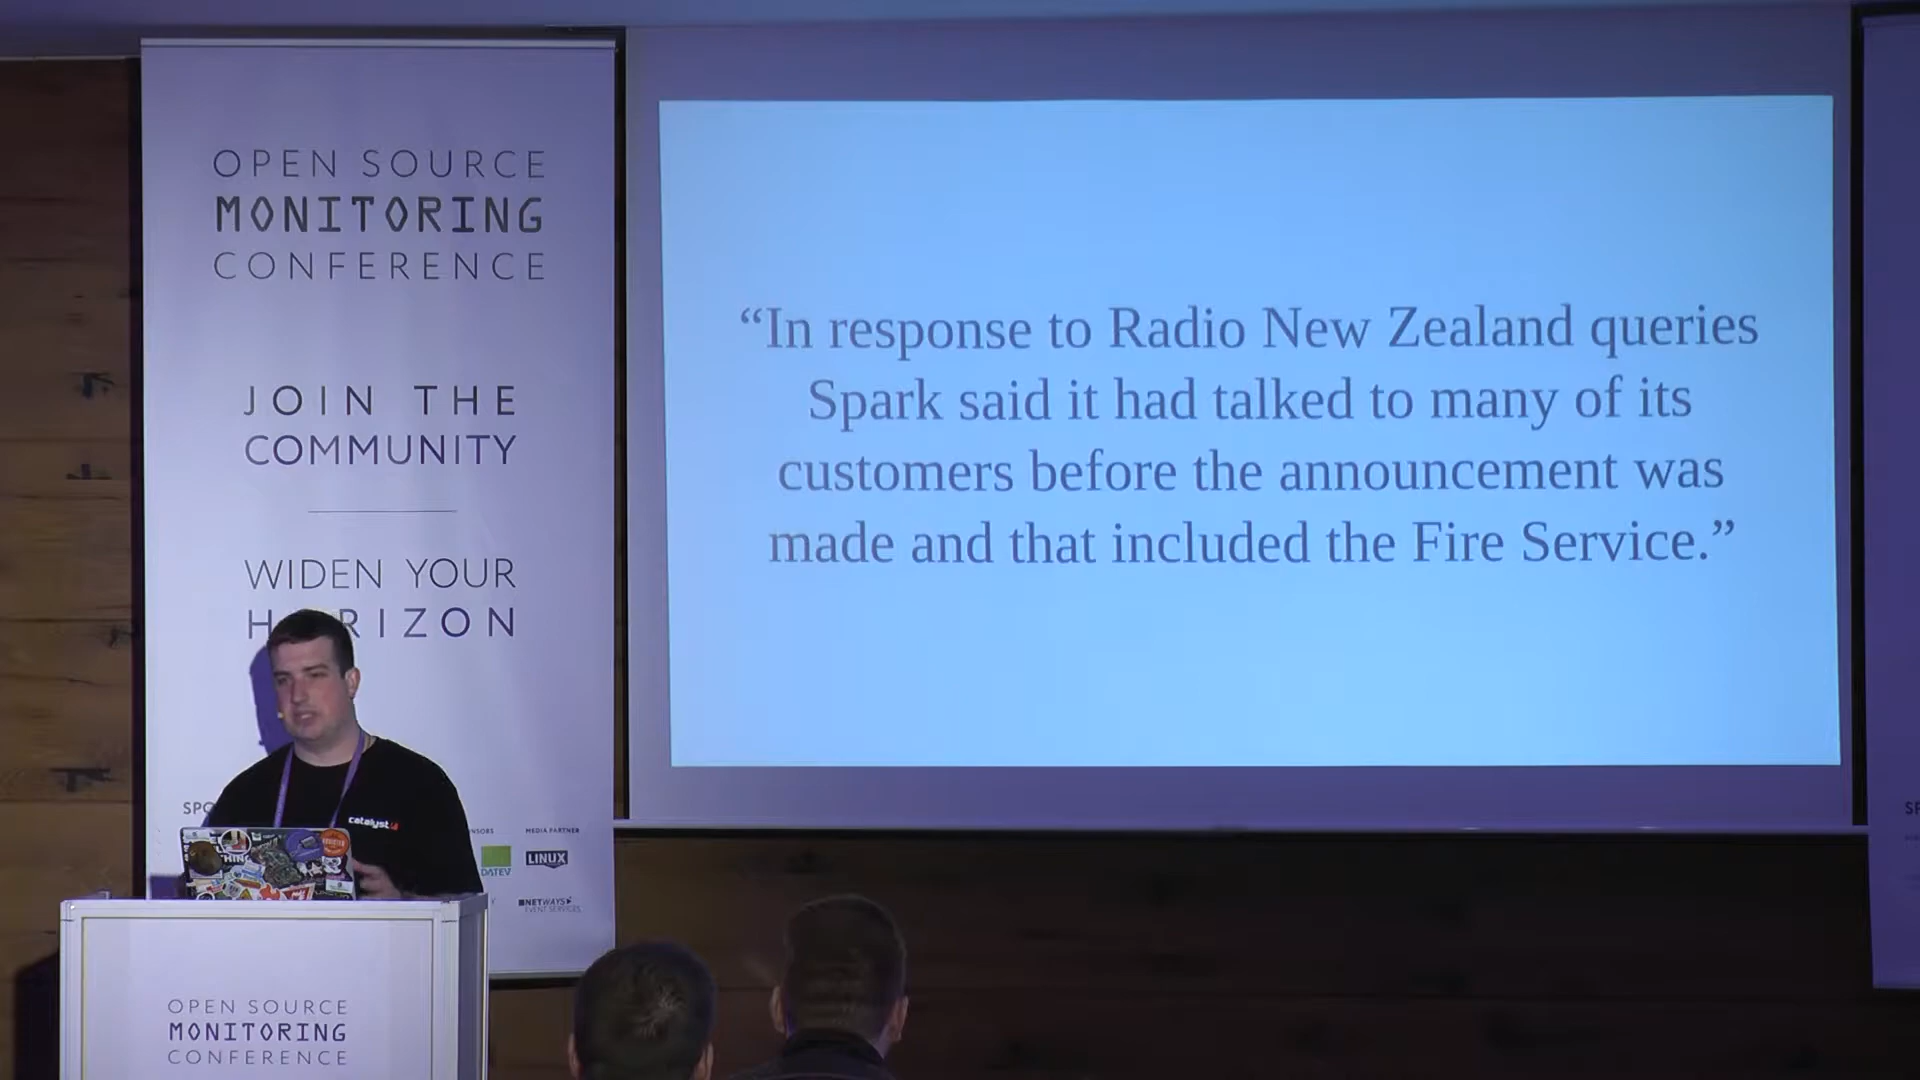 OPEN SOURCE
MONITORING
CONFERENCE
JOIN THE
COMMUNITY
WIDEN YOUR
“In response to Radio New Zealand queries
Spark said it had talked to many of its
customers before the announcement was
made and that included the Fire Service.”
MEDIA PARTNER
DATEV
LINUX
NETWAYS
EVENT SERVICES
catalyst
OPEN SOURCE
MONITORING
CONFERENCE